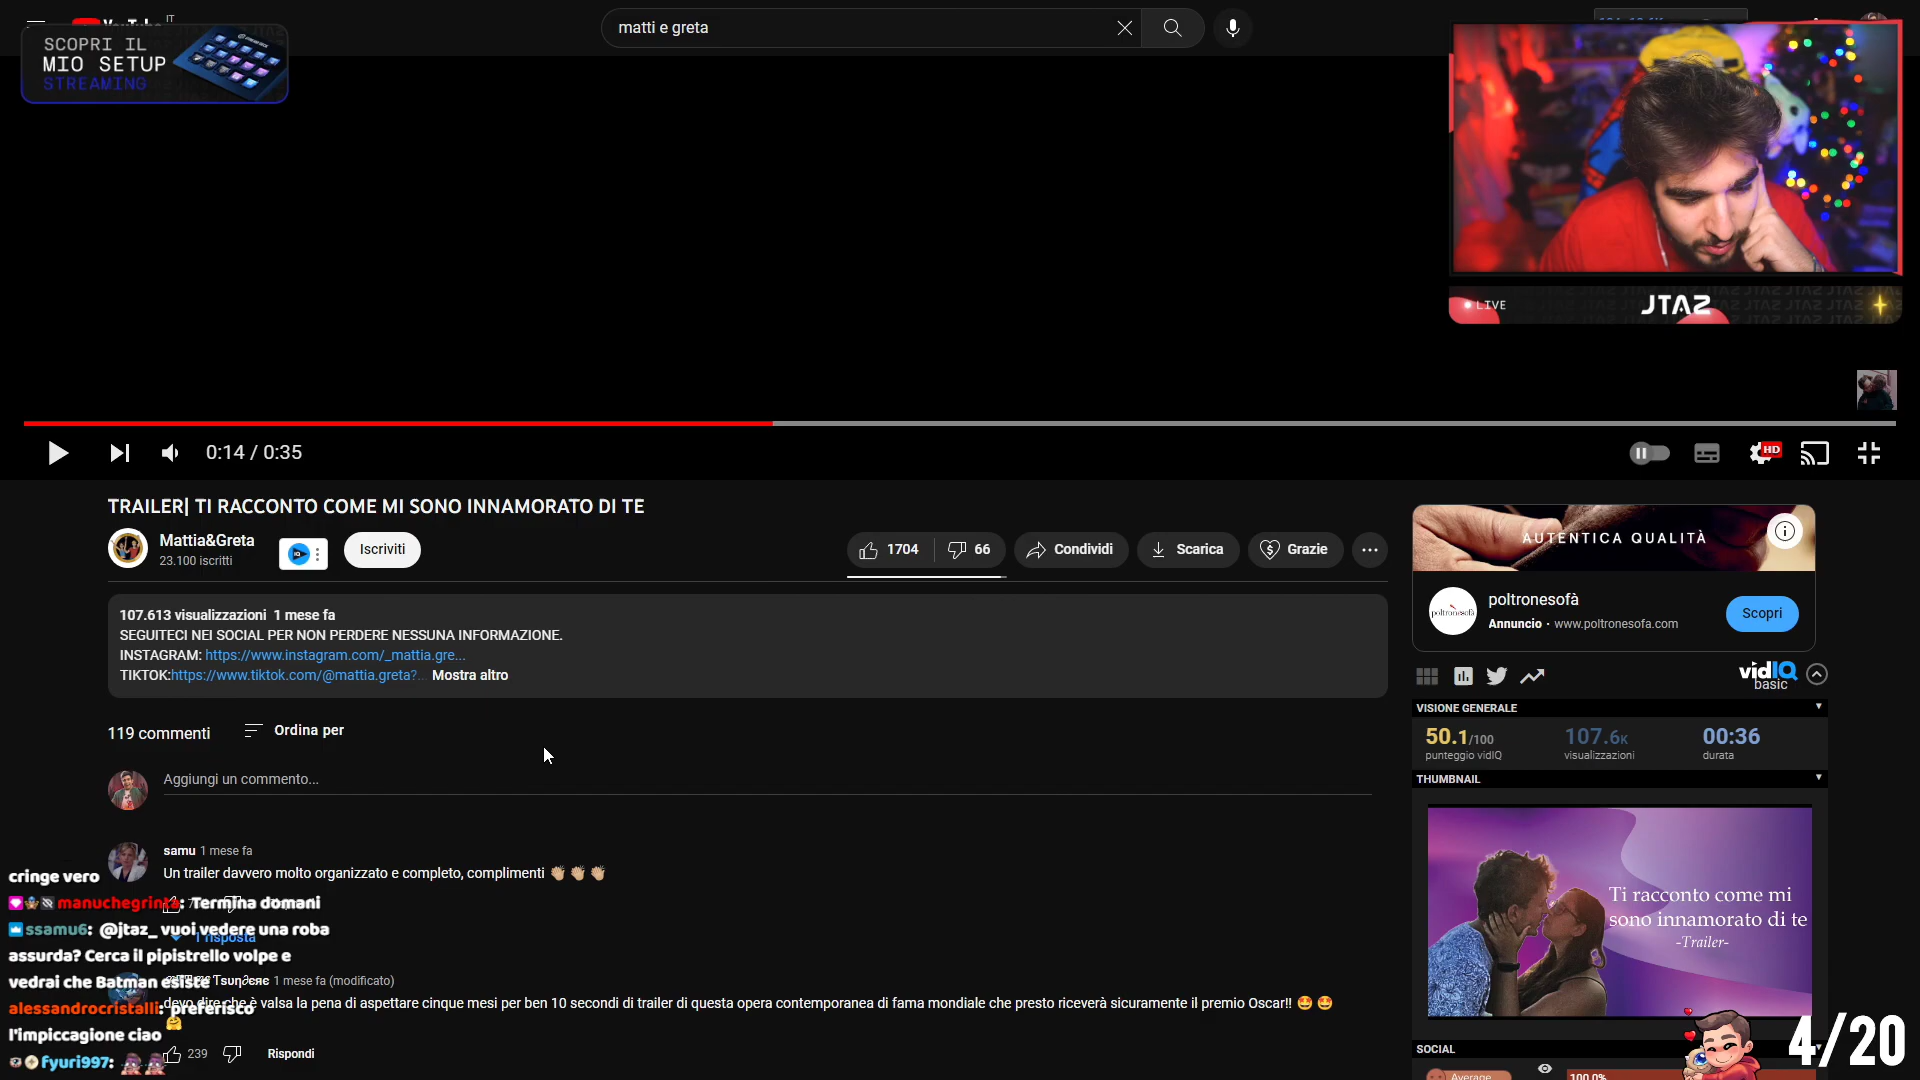 YouTube IT
SCOPRI IL
MIO SETUP
STREAMING
matti e greta
LIVE
JTAZ
0:14 / 0:35
HD
TRAILER| TI RACCONTO COME MI SONO INNAMORATO DI TE
Mattia&Greta
23.100 iscritti
Iscriviti
1704
66
Condividi
Scarica
Grazie
107.613 visualizzazioni 1 mese fa
SEGUITECI NEI SOCIAL PER NON PERDERE NESSUNA INFORMAZIONE.
INSTAGRAM: https://www.instagram.com/_mattia.gre...
TIKTOK:https://www.tiktok.com/@mattia.greta?... Mostra altro
119 commenti
Ordina per
Aggiungi un commento...
samu 1 mese fa
Un trailer davvero molto organizzato e completo, complimenti 👏🏼 👏🏼 👏🏼
1 risposta
1 mese fa (modificato)
devo dire che è valsa la pena di aspettare cinque mesi per ben 10 secondi di trailer di questa opera contemporanea di fama mondiale che presto riceverà sicuramente il premio Oscar!! 🤩 🤩
🤗
239
Rispondi
cringe vero
manuchegrinta: Termina domani
ssamu6: @jtaz_ vuoi vedere una roba
assurda? Cerca il pipistrello volpe e
vedrai che Batman esiste
alessandrocristalli: preferisco
l'impiccagione ciao
fyuri997:
AUTENTICA QUALITÀ
poltronesofà
poltronesofà
Annuncio · www.poltronesofa.com
Scopri
vidIQ
basic
VISIONE GENERALE
50.1/100
punteggio vidIQ
107.6K
visualizzazioni
00:36
durata
THUMBNAIL
Ti racconto come mi
sono innamorato di te
-Trailer-
SOCIAL
Average
100.0%
4/20